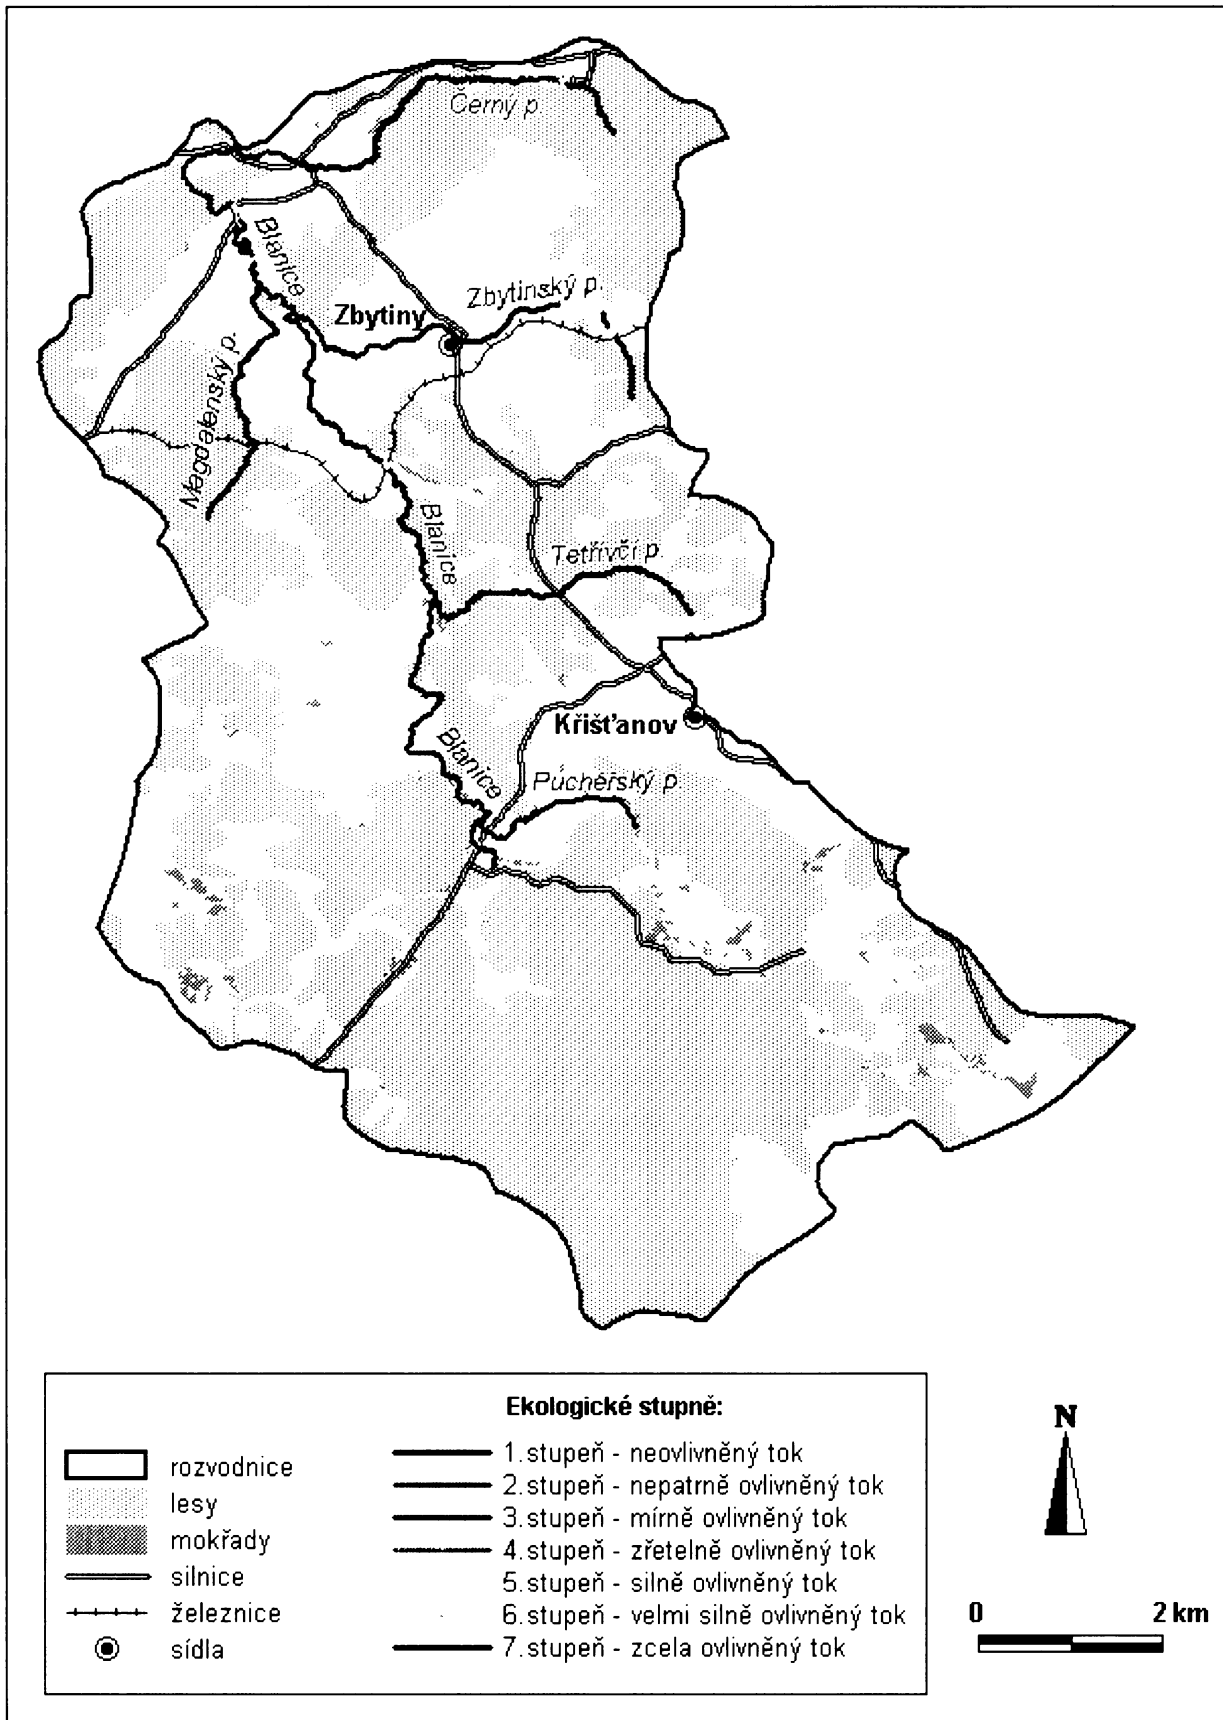 Černý p.
Blanice
Zbytinský p.
Zbytiny
Magdalenský p.
Blanice
Tetřívčí p.
Křišťanov
Blanice
Puchéřský p.
Ekologické stupně:
rozvodnice
lesy
mokřady
silnice
železnice
sídla
1. stupeň - neovlivněný tok
2. stupeň - nepatrně ovlivněný tok
3. stupeň - mírně ovlivněný tok
4. stupeň - zřetelně ovlivněný tok
5. stupeň - silně ovlivněný tok
6. stupeň - velmi silně ovlivněný tok
7. stupeň - zcela ovlivněný tok
N
0 2 km